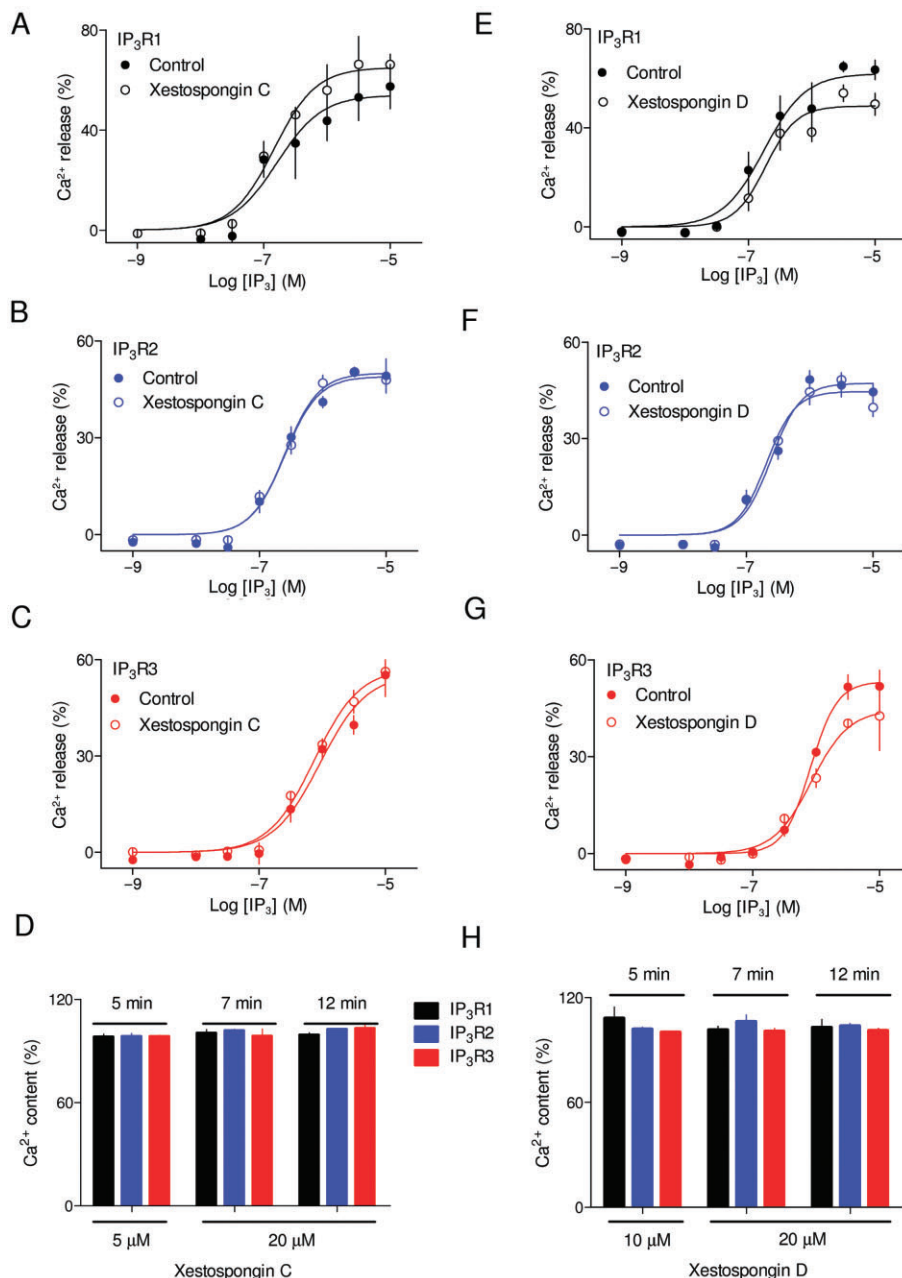 A
IP₃R1
Control
Xestospongin C
Ca²⁺ release (%)
80
40
0
−9
−7
−5
Log [IP₃] (M)
B
IP₃R2
Control
Xestospongin C
Ca²⁺ release (%)
60
30
0
−9
−7
−5
Log [IP₃] (M)
C
IP₃R3
Control
Xestospongin C
Ca²⁺ release (%)
60
30
0
−9
−7
−5
Log [IP₃] (M)
D
5 min
7 min
12 min
Ca²⁺ content (%)
120
60
0
5 µM
20 µM
Xestospongin C
IP₃R1
IP₃R2
IP₃R3
E
IP₃R1
Control
Xestospongin D
Ca²⁺ release (%)
80
40
0
−9
−7
−5
Log [IP₃] (M)
F
IP₃R2
Control
Xestospongin D
Ca²⁺ release (%)
60
30
0
−9
−7
−5
Log [IP₃] (M)
G
IP₃R3
Control
Xestospongin D
Ca²⁺ release (%)
60
30
0
−9
−7
−5
Log [IP₃] (M)
H
5 min
7 min
12 min
Ca²⁺ content (%)
120
60
0
10 µM
20 µM
Xestospongin D